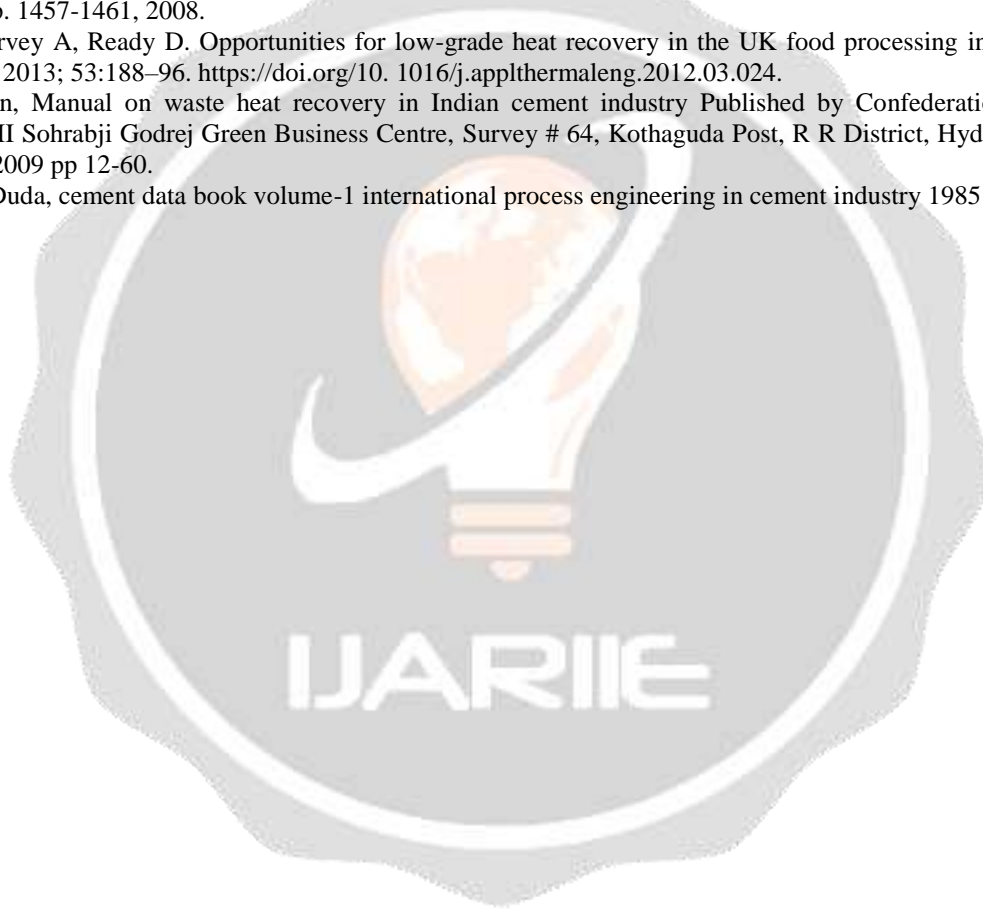 . 1457-1461, 2008.
rvey A, Ready D. Opportunities for low-grade heat recovery in the UK food processing in
2013; 53:188–96. https://doi.org/10. 1016/j.applthermaleng.2012.03.024.
n, Manual on waste heat recovery in Indian cement industry Published by Confederati
II Sohrabji Godrej Green Business Centre, Survey # 64, Kothaguda Post, R R District, Hyd
2009 pp 12-60.
Duda, cement data book volume-1 international process engineering in cement industry 1985
IJARIIE